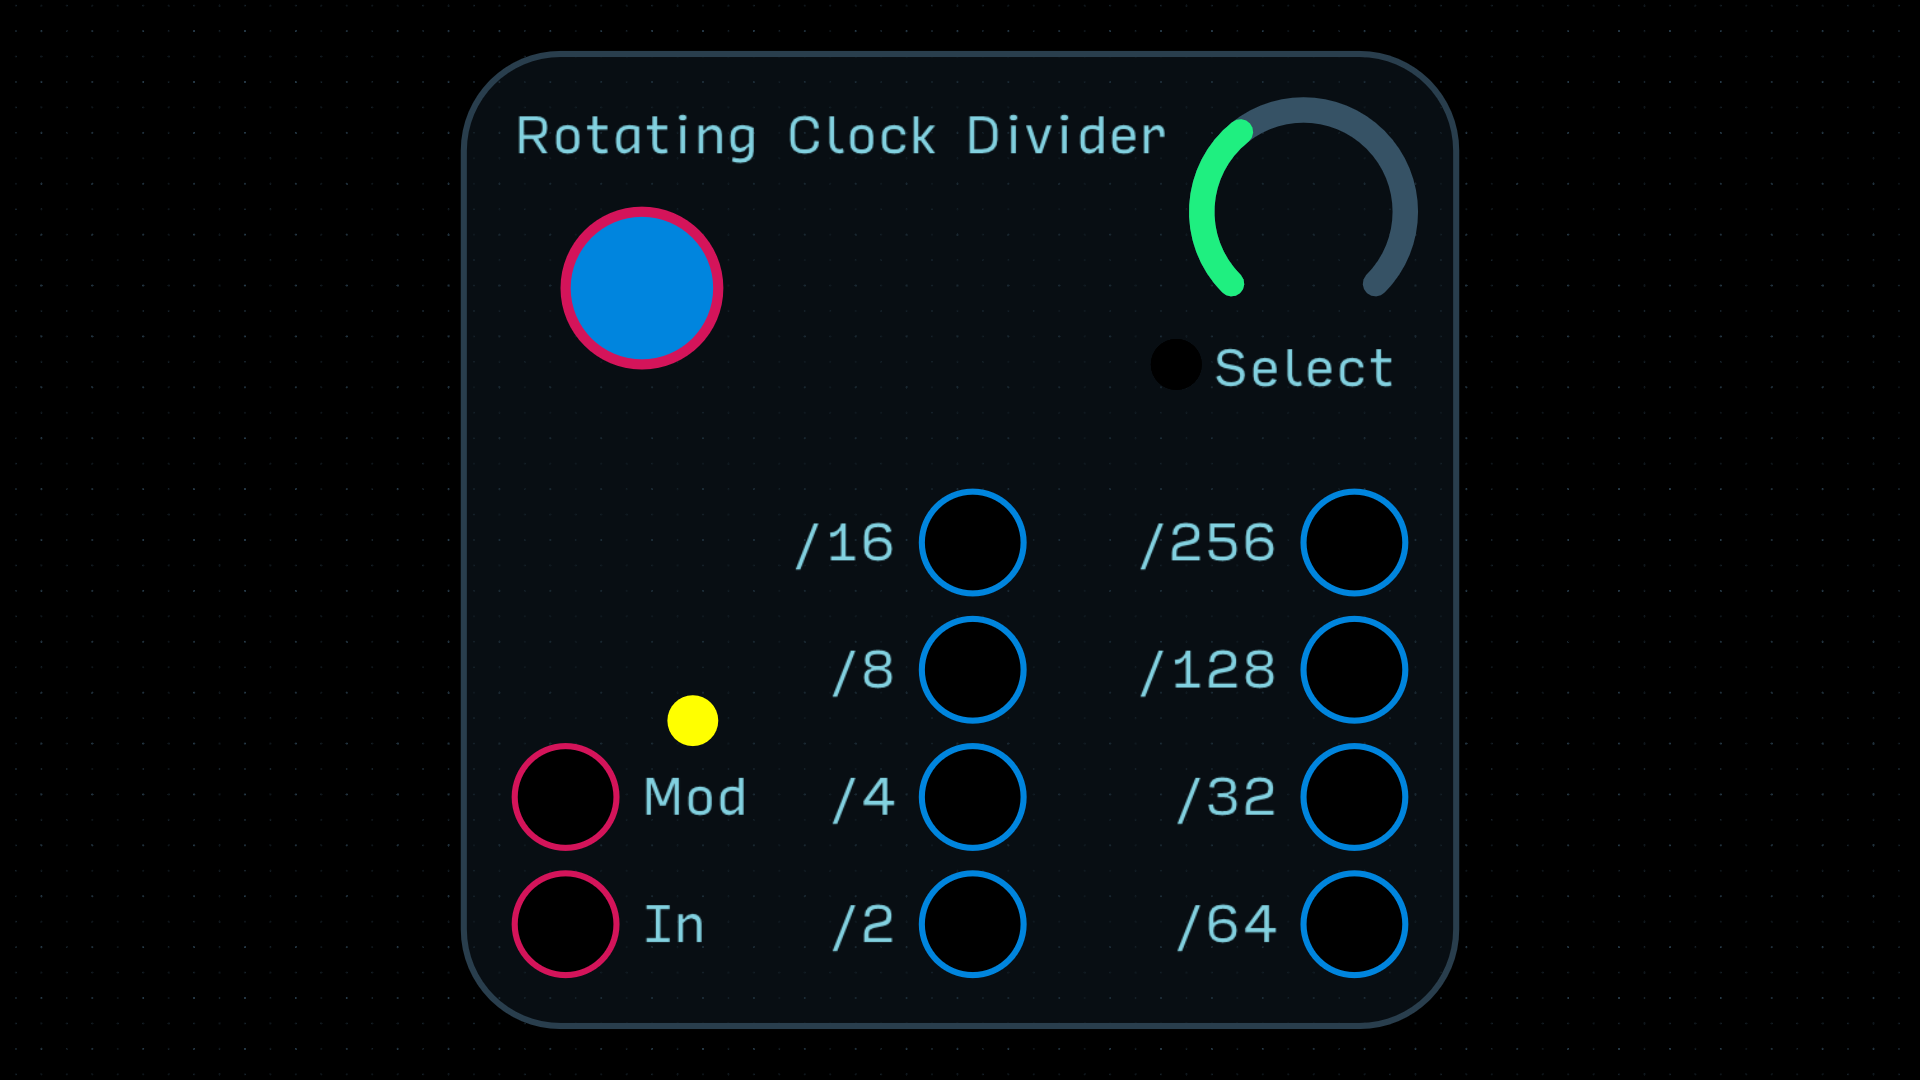 Rotating Clock Divider
Select
/16 /256
/8 /128
Mod /4 /32
In /2 /64